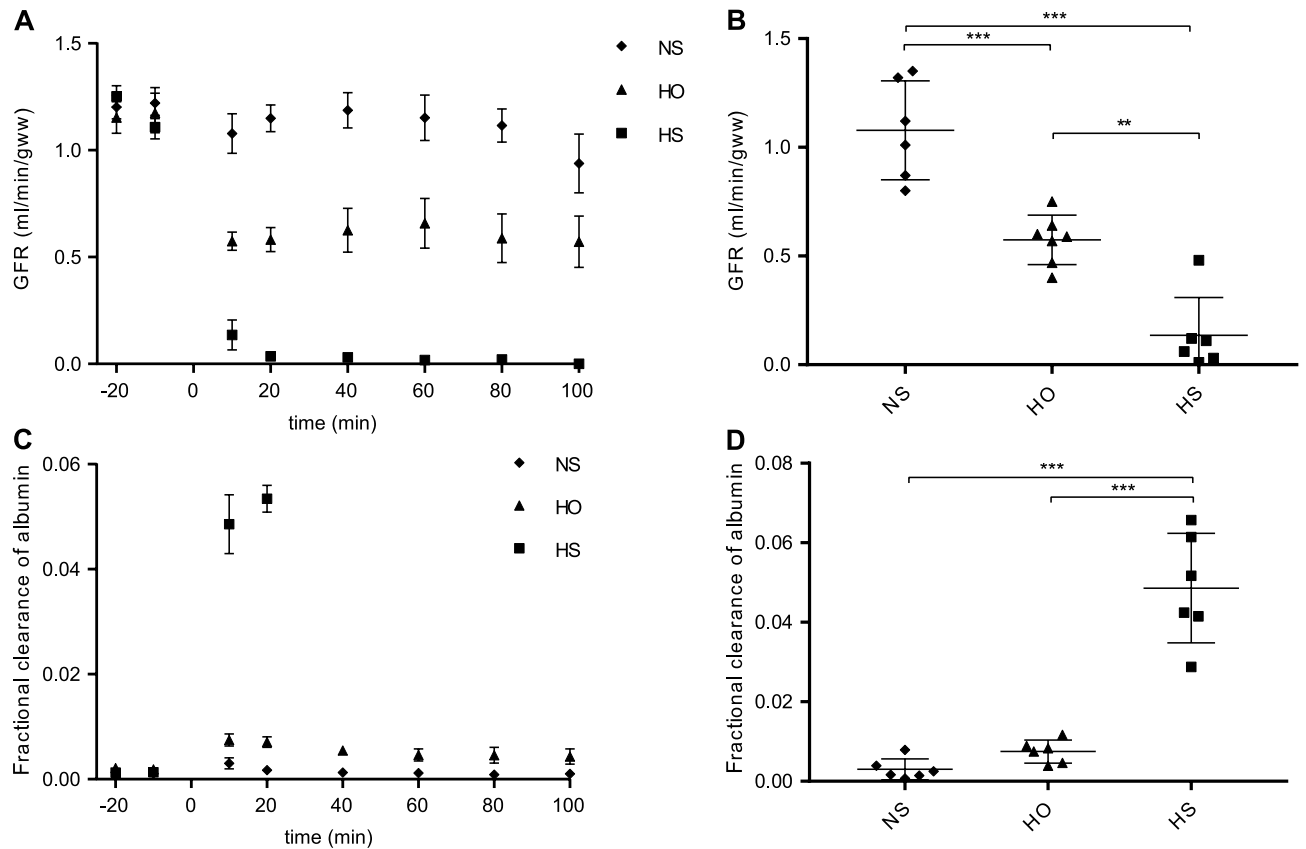 A
1.5
1.0
0.5
0.0
GFR (ml/min/gww)
-20
0
20
40
60
80
100
time (min)
NS
HO
HS
B
1.5
1.0
0.5
0.0
GFR (ml/min/gww)
***
***
**
NS
HO
HS
C
0.06
0.04
0.02
0.00
Fractional clearance of albumin
-20
0
20
40
60
80
100
time (min)
NS
HO
HS
D
0.08
0.06
0.04
0.02
0.00
Fractional clearance of albumin
***
***
NS
HO
HS